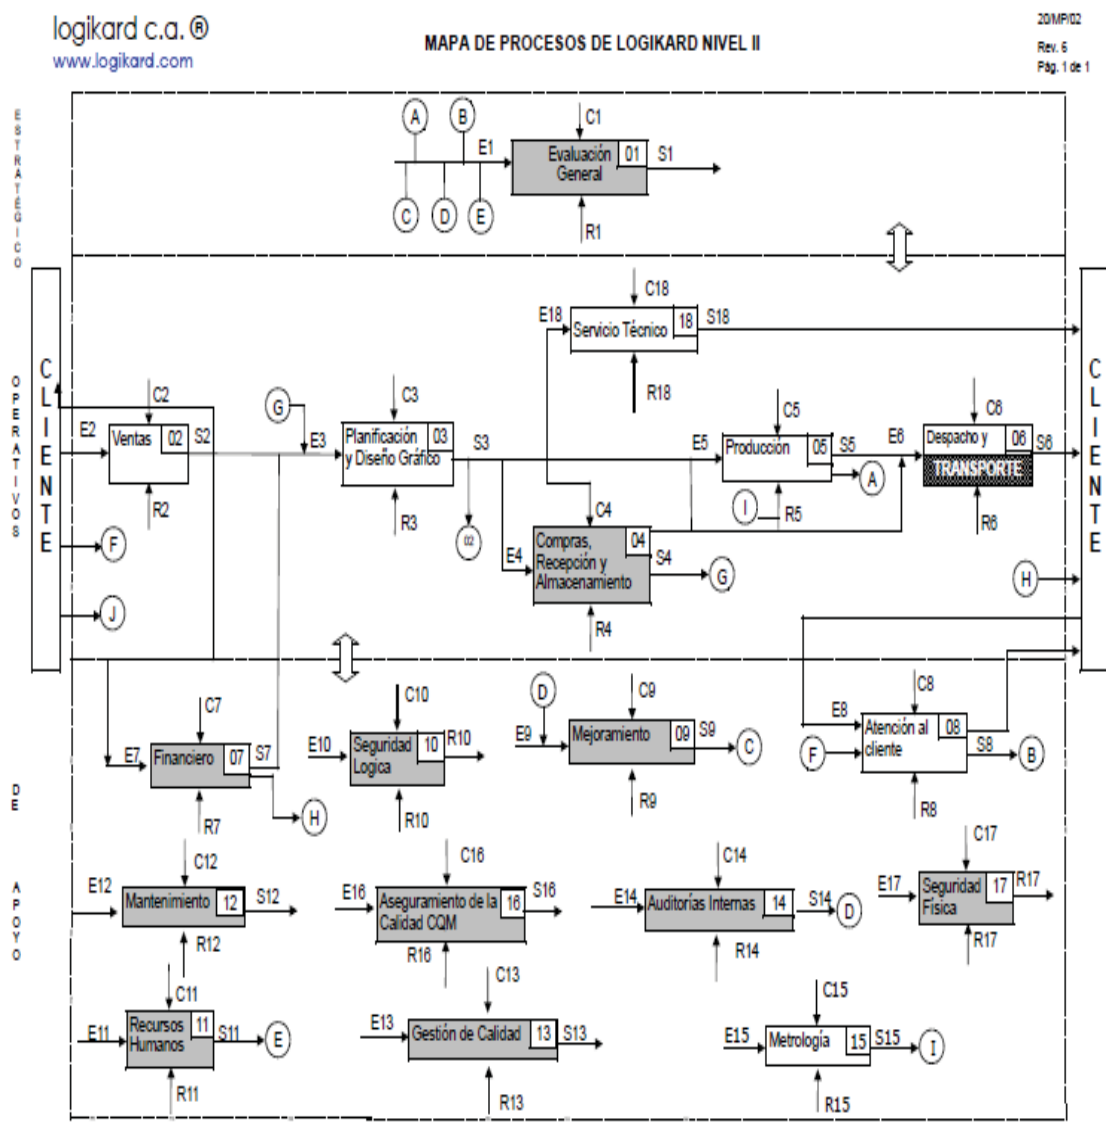 logikard c.a. ®
www.logikard.com
MAPA DE PROCESOS DE LOGIKARD NIVEL II
20/MP/02
Rev. 6
Pág. 1 de 1
ESTRATÉGICO
A
B
C1
E1
Evaluación
General
01
S1
C
D
E
R1
OPERATIVOS
CLIENTE
CLIENTE
C18
E18
Servicio Técnico
18
S18
R18
C2
E2
Ventas
02
S2
R2
G
C3
E3
Planificación
y Diseño Gráfico
03
S3
R3
02
C5
E5
Producción
05
S5
A
I
R5
C6
E6
Despacho y
06
TRANSPORTE
S6
R6
C4
E4
Compras,
Recepción y
Almacenamiento
04
S4
G
R4
F
J
H
DE APOYO
C7
E7
Financiero
07
S7
R7
H
C10
E10
Seguridad
Logica
10
R10
R10
D
C9
E9
Mejoramiento
09
S9
C
R9
C8
E8
F
Atención al
cliente
08
S8
B
R8
C12
E12
Mantenimiento
12
S12
R12
C16
E16
Aseguramiento de la
Calidad CQM
16
S16
R16
C14
E14
Auditorías Internas
14
S14
D
R14
C17
E17
Seguridad
Física
17
R17
R17
C11
E11
Recursos
Humanos
11
S11
E
R11
C13
E13
Gestión de Calidad
13
S13
R13
C15
E15
Metrología
15
S15
I
R15